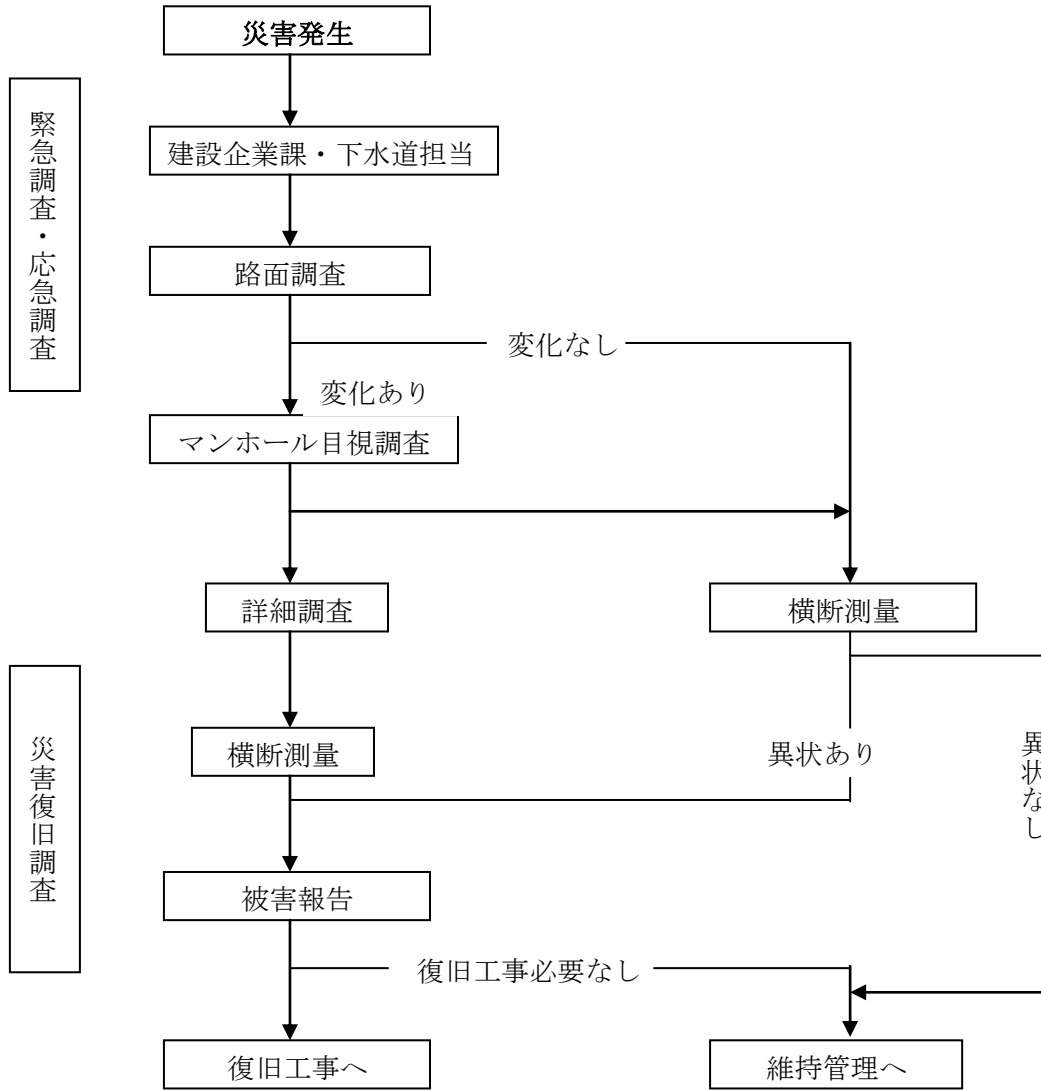 災害発生
緊急調査・応急調査
建設企業課・下水道担当
路面調査
変化なし
変化あり
マンホール目視調査
詳細調査
横断測量
災害復旧調査
横断測量
異状あり
異状なし
被害報告
復旧工事必要なし
復旧工事へ
維持管理へ